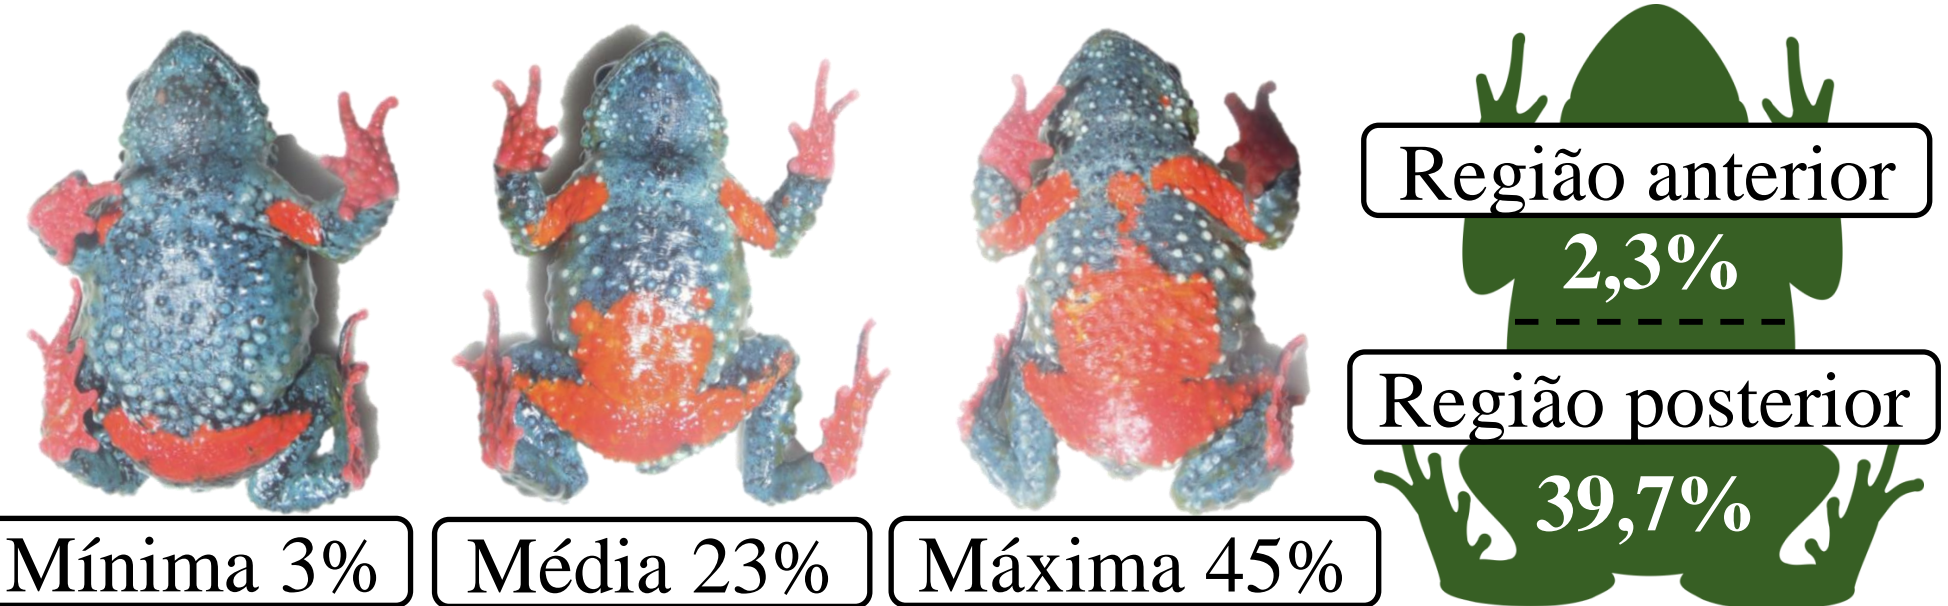 Mínima 3%
Média 23%
Máxima 45%
Região anterior
2,3%
Região posterior
39,7%